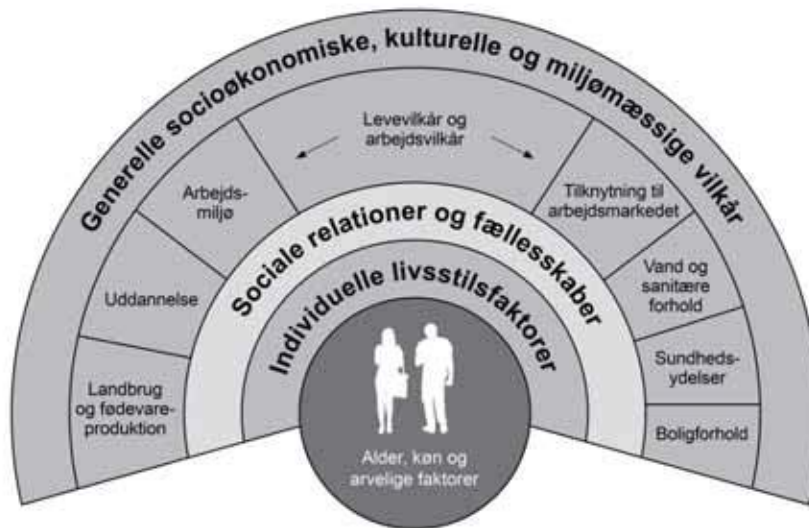 Generelle socioøkonomiske, kulturelle og miljømæssige vilkår
Levevilkår og
arbejdsvilkår
Arbejds-
miljø
Tilknytning til
arbejdsmarkedet
Uddannelse
Vand og
sanitære
forhold
Landbrug
og fødevare-
produktion
Sundheds-
ydelser
Boligforhold
Sociale relationer og fællesskaber
Individuelle livsstilsfaktorer
Alder, køn og
arvelige faktorer